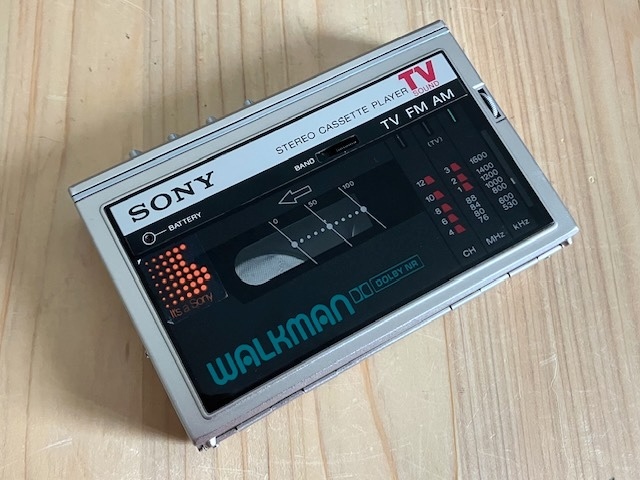 SONY
STEREO CASSETTE PLAYER
TV
SOUND
BATTERY
BAND
TV FM AM
(TV)
0 50 100
It's a Sony
12 3 1600
10 2 1400
8 1 1200
6 88 1000
4 84 800
80 600
76 530
CH MHz kHz
WALKMAN
DOLBY NR